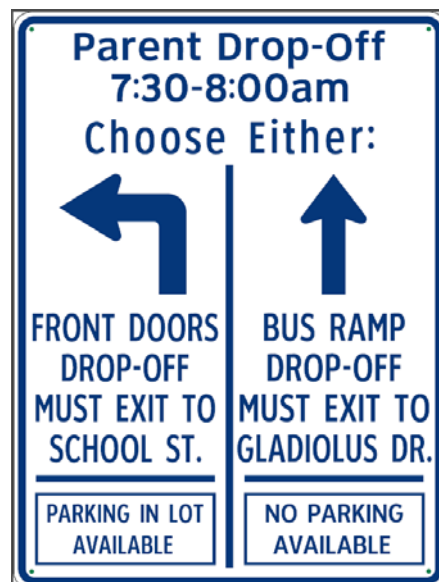 Parent Drop-Off
7:30-8:00am
Choose Either:
FRONT DOORS
DROP-OFF
MUST EXIT TO
SCHOOL ST.
PARKING IN LOT
AVAILABLE
BUS RAMP
DROP-OFF
MUST EXIT TO
GLADIOLUS DR.
NO PARKING
AVAILABLE